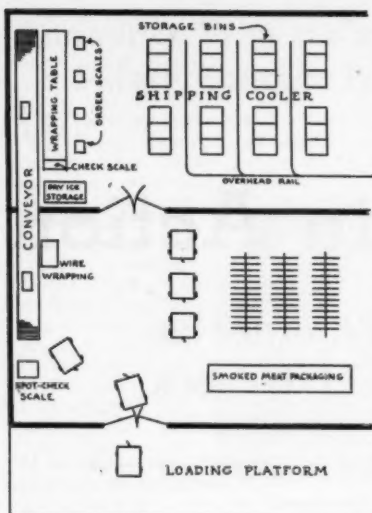 STORAGE BINS
WRAPPING TABLE
ORDER SCALES
SHIPPING COOLER
CHECK SCALE
OVERHEAD RAIL
DRY ICE
STORAGE
CONVEYOR
WIRE
WRAPPING
SMOKED MEAT PACKAGING
SPOT-CHECK
SCALE
LOADING PLATFORM